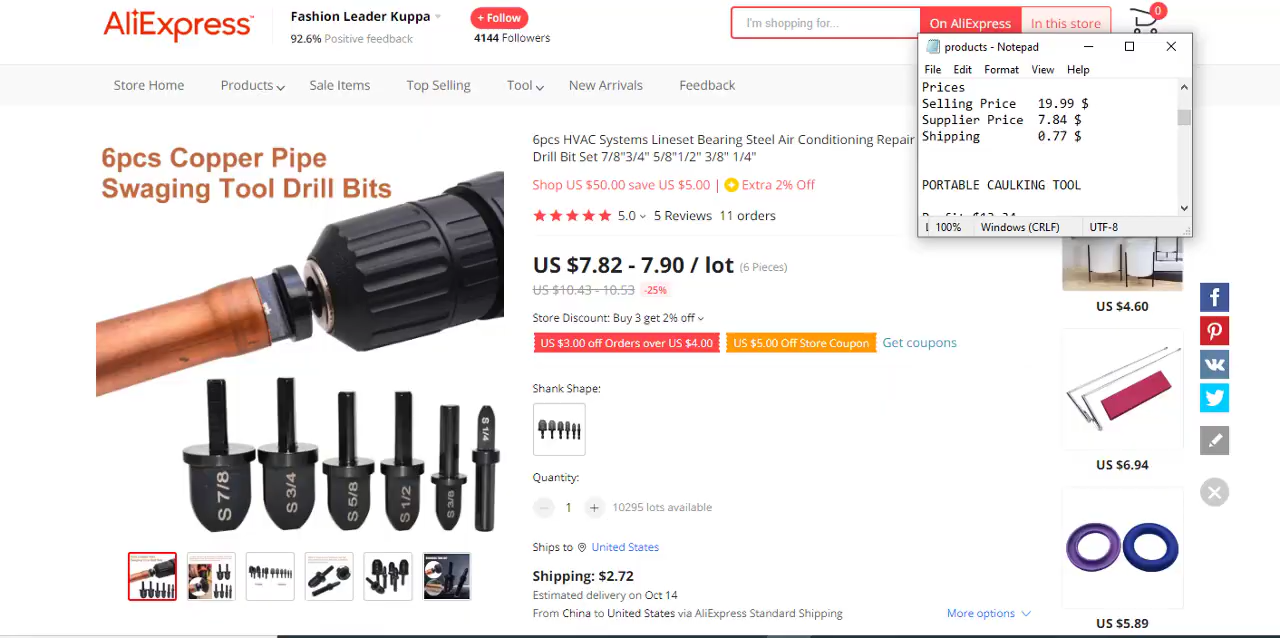 AliExpress™
Fashion Leader Kuppa
92.6% Positive feedback
+ Follow
4144 Followers
I'm shopping for...
On AliExpress
In this store
0
Store Home
Products
Sale Items
Top Selling
Tool
New Arrivals
Feedback
products - Notepad
File Edit Format View Help
Prices
Selling Price 19.99 $
Supplier Price 7.84 $
Shipping 0.77 $
PORTABLE CAULKING TOOL
100%
Windows (CRLF)
UTF-8
6pcs Copper Pipe
Swaging Tool Drill Bits
S 7/8
S 3/4
S 5/8
S 1/2
S 3/8
S 1/4
6pcs HVAC Systems Lineset Bearing Steel Air Conditioning Repair
Drill Bit Set 7/8"3/4" 5/8"1/2" 3/8" 1/4"
Shop US $50.00 save US $5.00 | Extra 2% Off
5.0 5 Reviews 11 orders
US $7.82 - 7.90 / lot (6 Pieces)
US $10.43 - 10.53 -25%
Store Discount: Buy 3 get 2% off
US $3.00 off Orders over US $4.00
US $5.00 Off Store Coupon
Get coupons
Shank Shape:
Quantity:
1
10295 lots available
Ships to United States
Shipping: $2.72
Estimated delivery on Oct 14
From China to United States via AliExpress Standard Shipping
More options
US $4.60
US $6.94
US $5.89